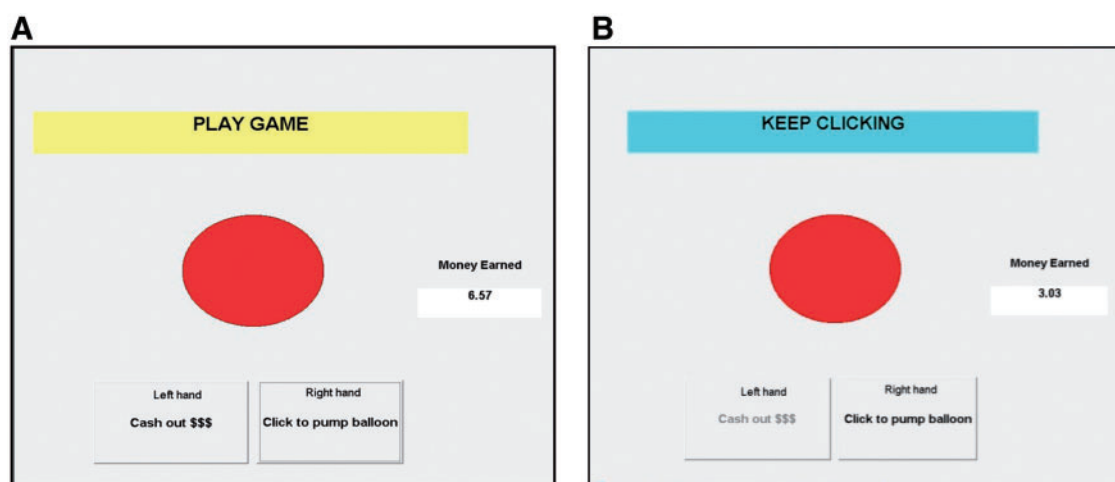 A
PLAY GAME
Money Earned
6.57
Left hand
Cash out $$$
Right hand
Click to pump balloon
B
KEEP CLICKING
Money Earned
3.03
Left hand
Cash out $$$
Right hand
Click to pump balloon